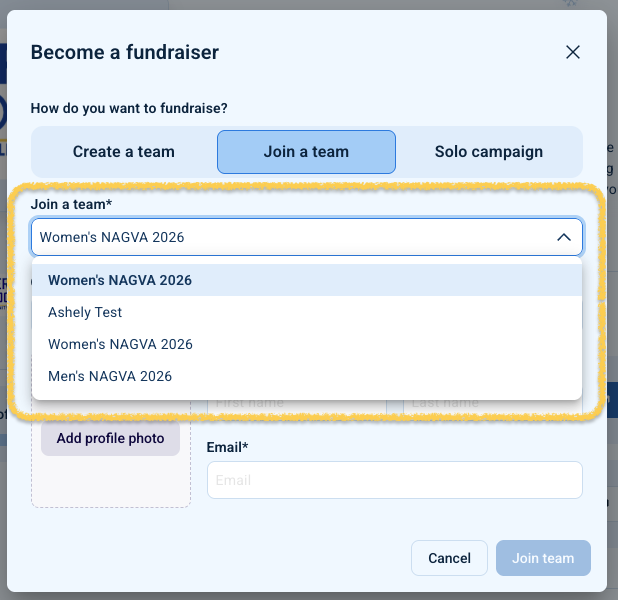 Become a fundraiser
How do you want to fundraise?
Create a team
Join a team
Solo campaign
Join a team*
Women's NAGVA 2026
Women's NAGVA 2026
Ashely Test
Women's NAGVA 2026
Men's NAGVA 2026
First name
Last name
Add profile photo
Email*
Email
Cancel
Join team